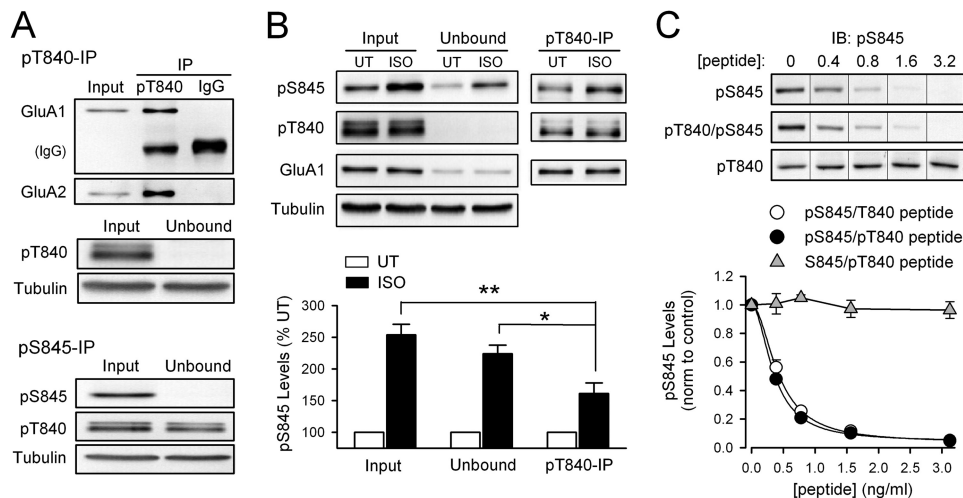 A
pT840-IP
IP
Input pT840 IgG
GluA1
(IgG)
GluA2
Input Unbound
pT840
Tubulin
pS845-IP
Input Unbound
pS845
pT840
Tubulin
B
Input Unbound pT840-IP
UT ISO UT ISO UT ISO
pS845
pT840
GluA1
Tubulin
UT
ISO
**
*
pS845 Levels (% UT)
300
250
200
150
100
Input Unbound pT840-IP
C
IB: pS845
[peptide]: 0 0.4 0.8 1.6 3.2
pS845
pT840/pS845
pT840
pS845/T840 peptide
pS845/pT840 peptide
S845/pT840 peptide
pS845 Levels
(norm to control)
1.2
1.0
0.8
0.6
0.4
0.2
0.0
0.0 0.5 1.0 1.5 2.0 2.5 3.0
[peptide] (ng/ml)